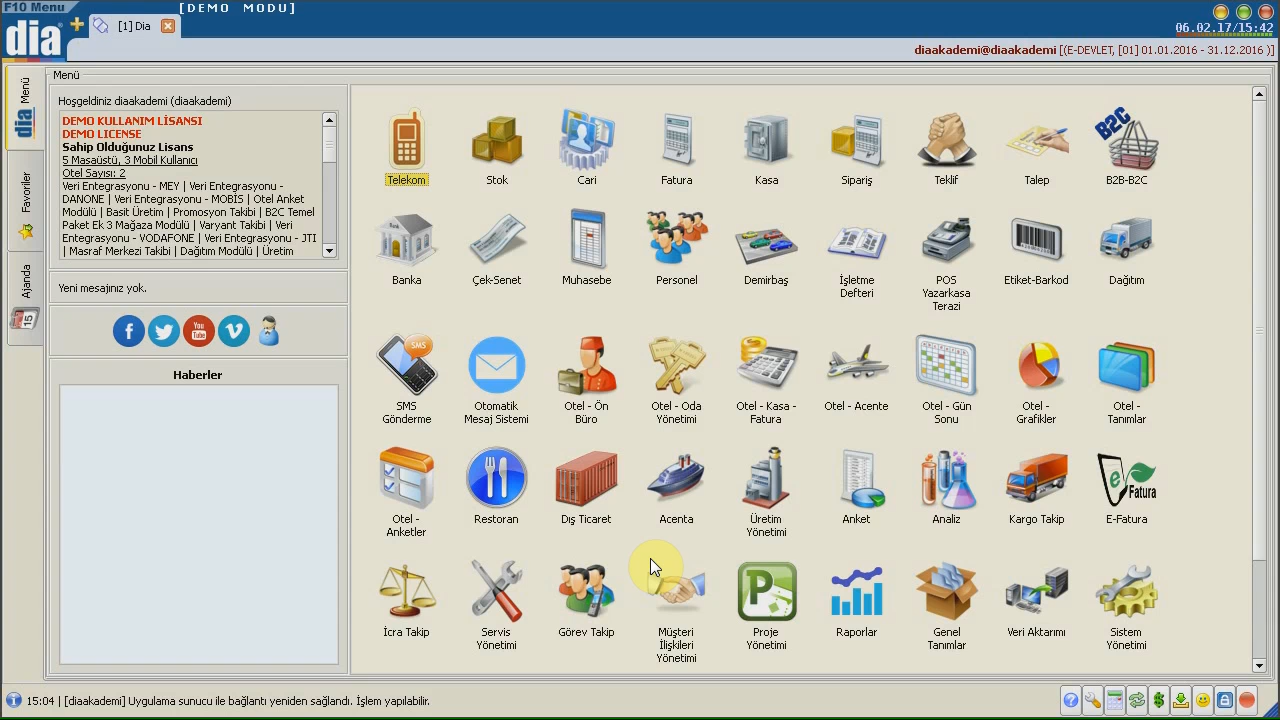 F10 Menu
[DEMO MODU]
dia
[1] Dia
06.02.17/15:42
diaakademi@diaakademi [(E-DEVLET, [01] 01.01.2016 - 31.12.2016 )]
Menü
dia Menü
Favoriler
Ajanda
15
Hoşgeldiniz diaakademi (diaakademi)
DEMO KULLANIM LİSANSI
DEMO LICENSE
Sahip Olduğunuz Lisans
5 Masaüstü, 3 Mobil Kullanıcı
Otel Sayısı: 2
Veri Entegrasyonu - MEY | Veri Entegrasyonu -
DANONE | Veri Entegrasyonu - MOBİS | Otel Anket
Modülü | Basit Üretim | Promosyon Takibi | B2C Temel
Paket Ek 3 Mağaza Modülü | Varyant Takibi | Veri
Entegrasyonu - VODAFONE | Veri Entegrasyonu - JTI
| Masraf Merkezi Takibi | Dağıtım Modülü | Üretim
Yeni mesajınız yok.
You Tube
Haberler
B2C
Telekom
Stok
Cari
Fatura
Kasa
Sipariş
Teklif
Talep
B2B-B2C
Bank
Banka
Çek-Senet
Muhasebe
Personel
Demirbaş
İşletme
Defteri
POS
Yazarkasa
Terazi
Etiket-Barkod
Dağıtım
SMS
SMS
Gönderme
Otomatik
Mesaj Sistemi
Otel - Ön
Büro
Otel - Oda
Yönetimi
Otel - Kasa -
Fatura
Otel - Acente
Otel - Gün
Sonu
Otel -
Grafikler
Otel -
Tanımlar
Otel -
Anketler
Restoran
Dış Ticaret
Acenta
Üretim
Yönetimi
Anket
Analiz
Kargo Takip
Fatura
E-Fatura
P
İcra Takip
Servis
Yönetimi
Görev Takip
Müşteri
İlişkileri
Yönetimi
Proje
Yönetimi
Raporlar
Genel
Tanımlar
Veri Aktarımı
Sistem
Yönetimi
15:04 | [diaakademi] Uygulama sunucu ile bağlantı yeniden sağlandı. İşlem yapılabilir.